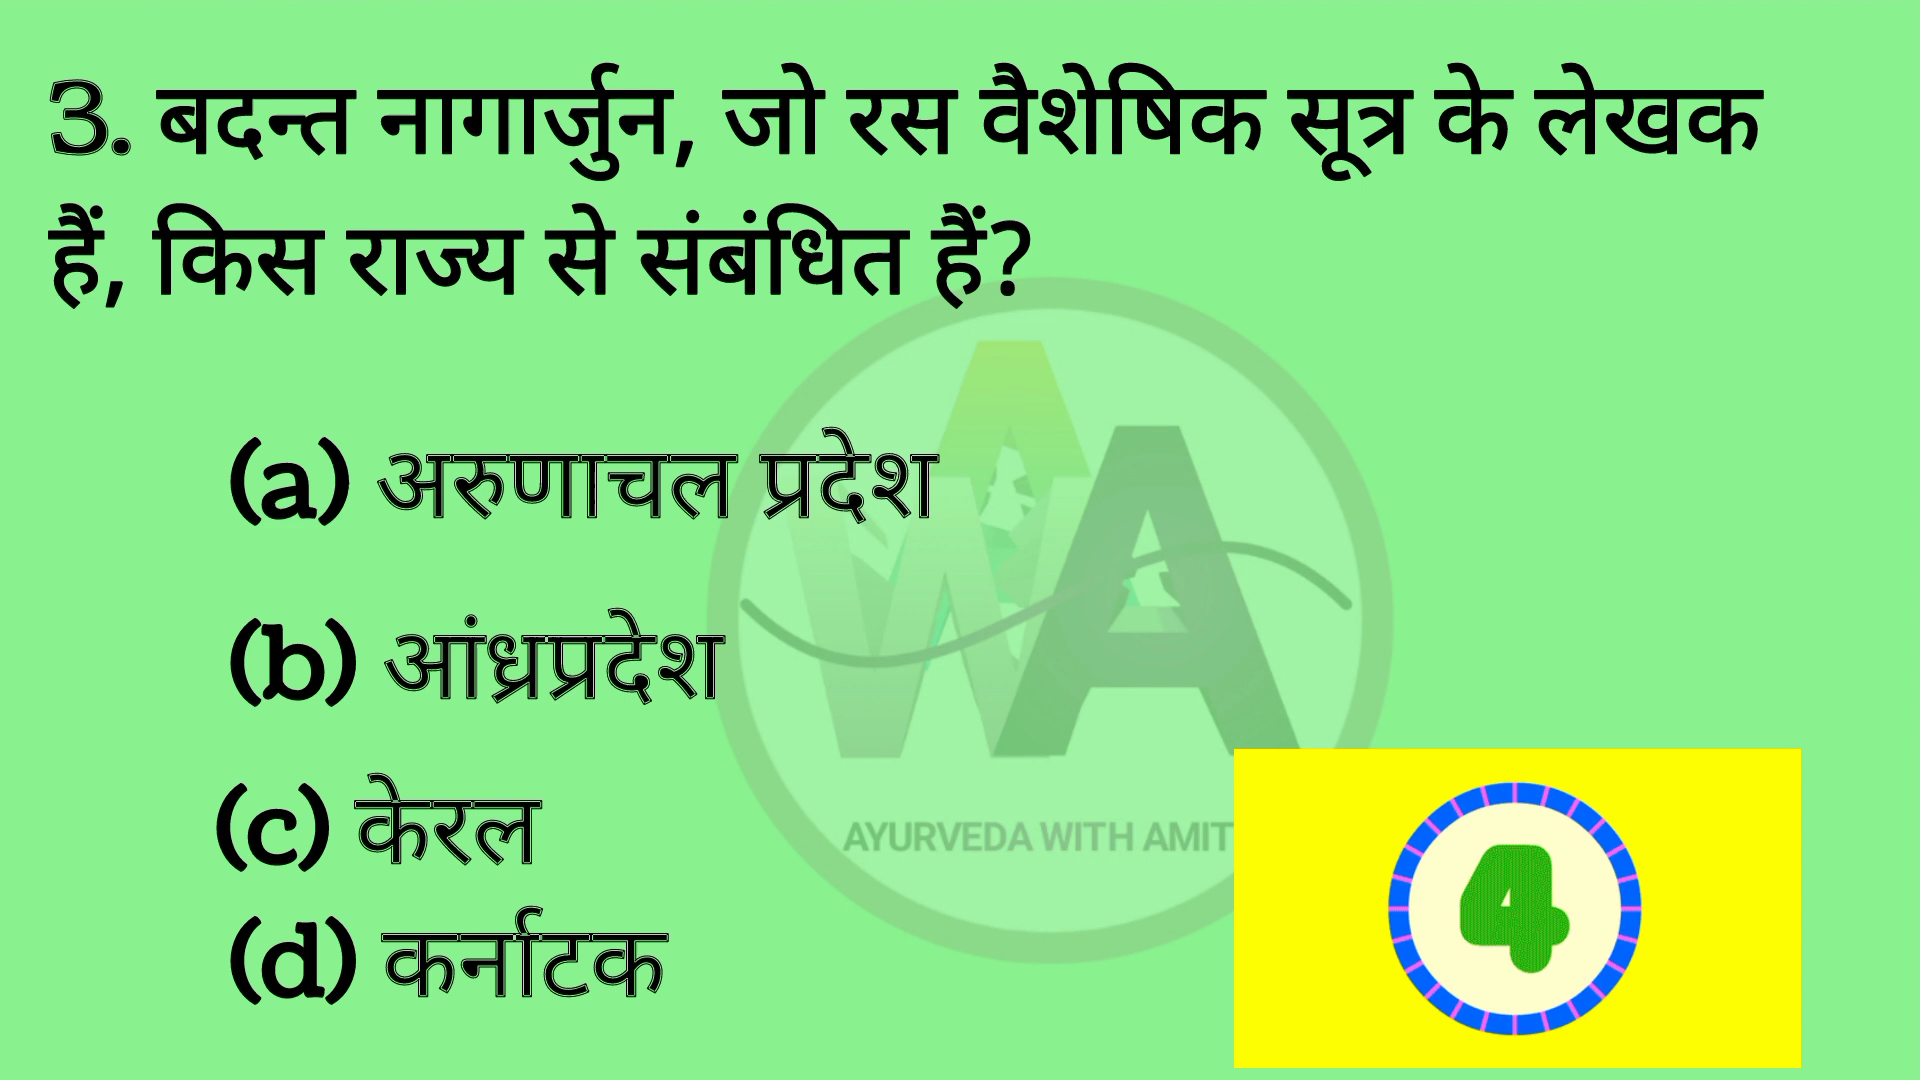 3. बदन्त नागार्जुन, जो रस वैशेषिक सूत्र के लेखक
हैं, किस राज्य से संबंधित हैं?
(a) अरुणाचल प्रदेश
(b) आंध्रप्रदेश
(c) केरल
(d) कर्नाटक
AYURVEDA WITH AMIT
4